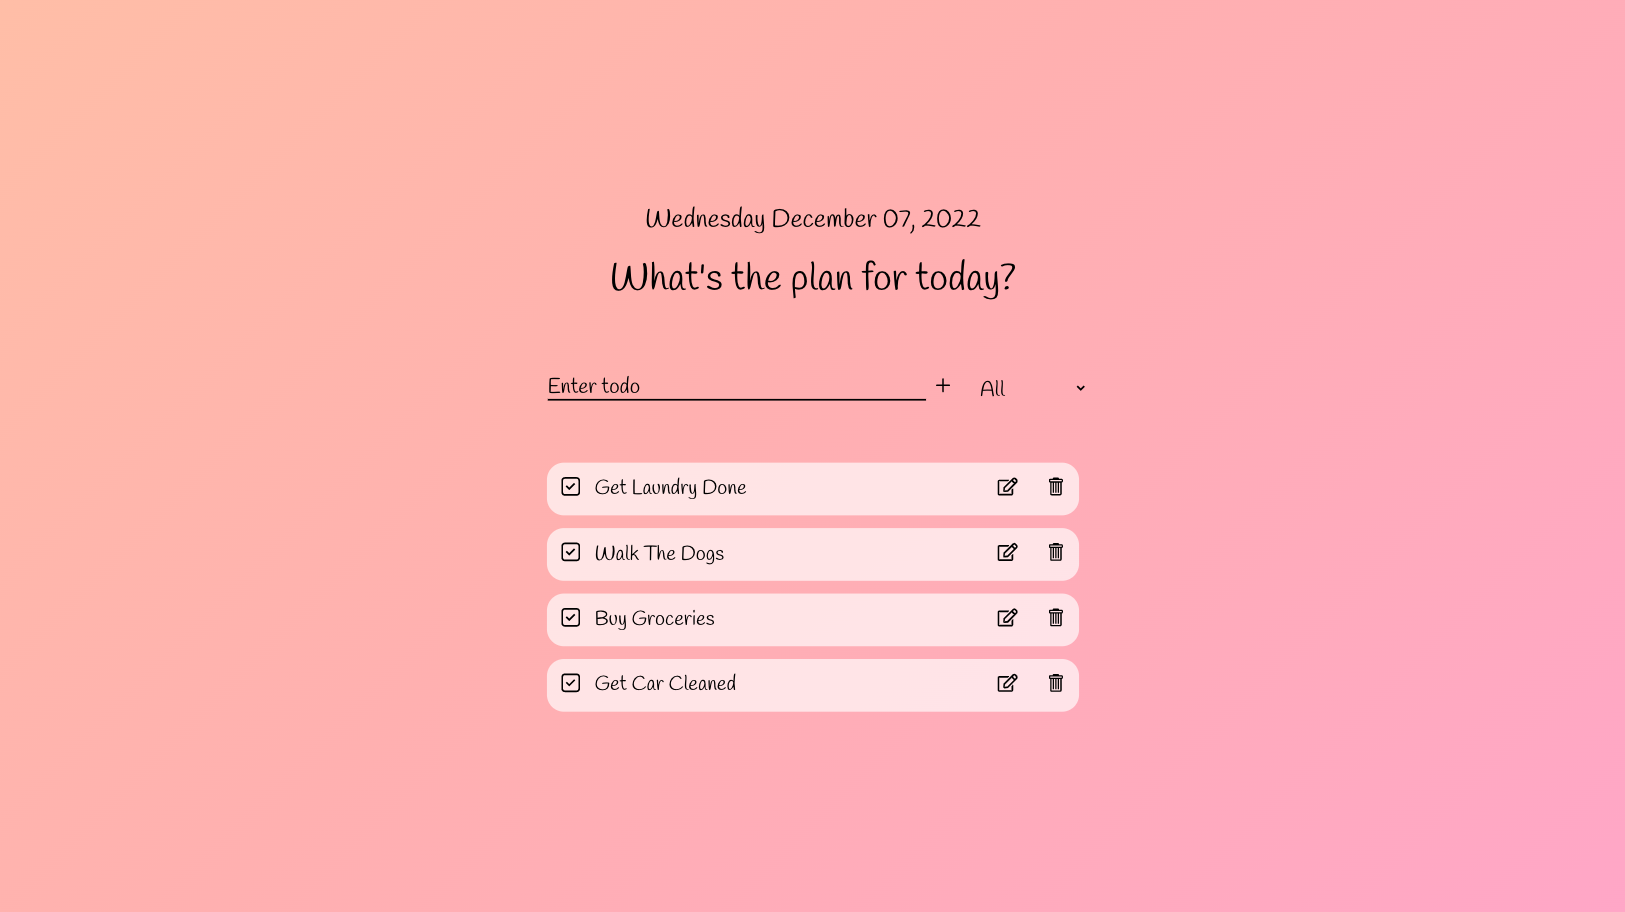 Wednesday December 07, 2022
What's the plan for today?
Enter todo
All
Get Laundry Done
Walk The Dogs
Buy Groceries
Get Car Cleaned